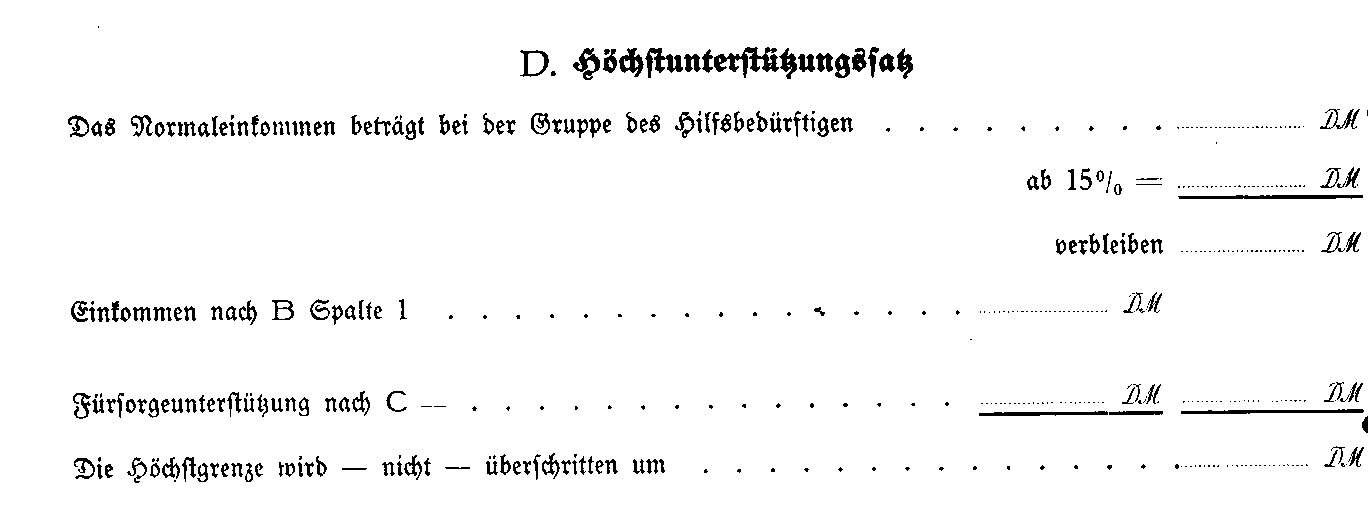 D. Höchstunterstützungssatz
Das Normaleinkommen beträgt bei der Gruppe des Hilfsbedürftigen . . . . . . . . . DM
ab 15% = DM
verbleiben DM
Einkommen nach B Spalte 1 . . . . . . . . . . . . . . . . DM
Fürsorgeunterstützung nach C — . . . . . . . . . . . . . . . DM DM
Die Höchstgrenze wird — nicht — überschritten um . . . . . . . . . . . . . . . DM